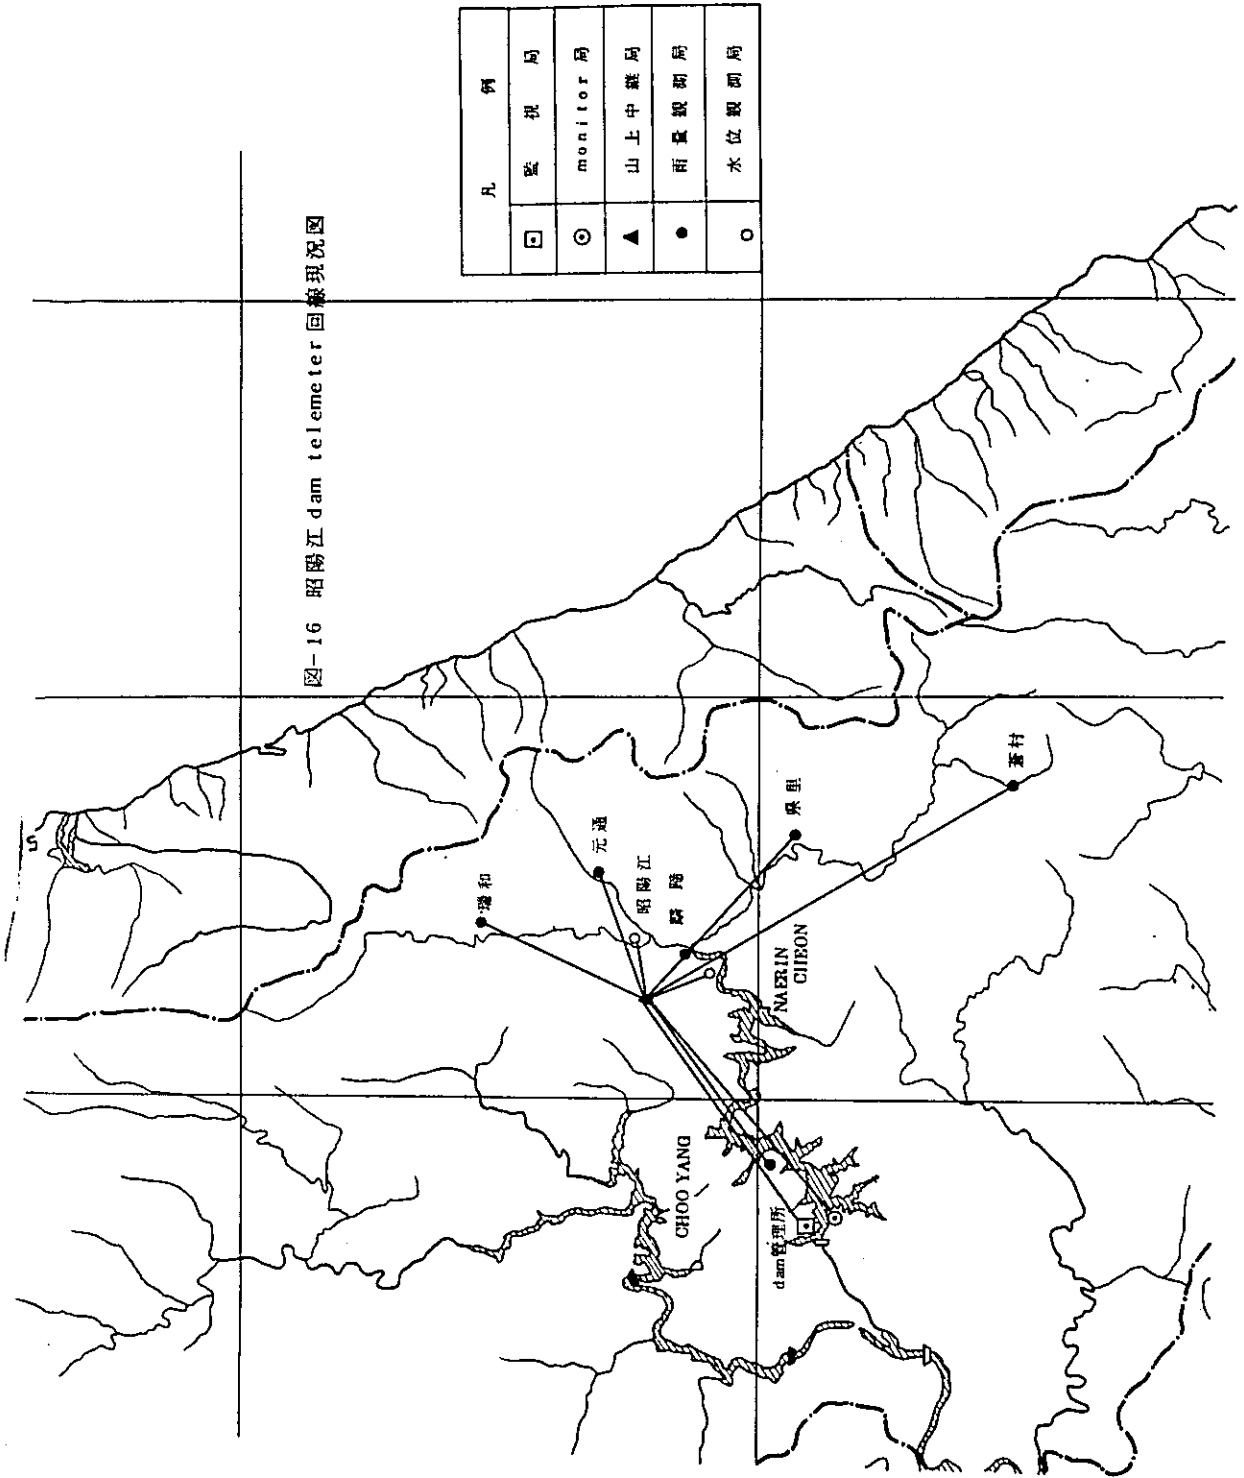 図-16 昭陽江 dam telemeter 回線現況図
凡 例
監 視 局
monitor 局
山上中継局
雨量観測局
水位観測局
瑞和
元通
昭陽江
麟蹄
県里
蒼村
NAERIN
CHEON
CHOO YANG
dam管理所
5